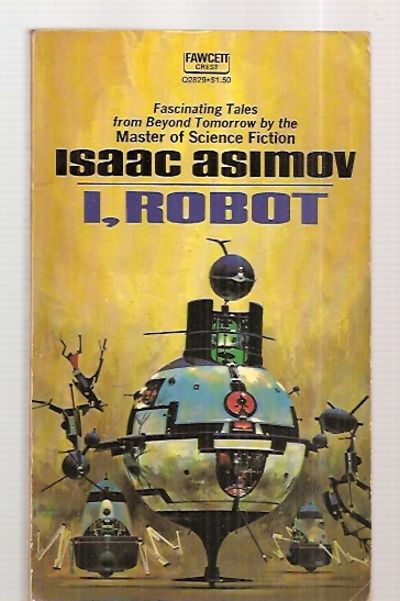 FAWCETT
CREST
Q2829•$1.50
Fascinating Tales
from Beyond Tomorrow by the
Master of Science Fiction
ISAAC ASIMOV
I, ROBOT